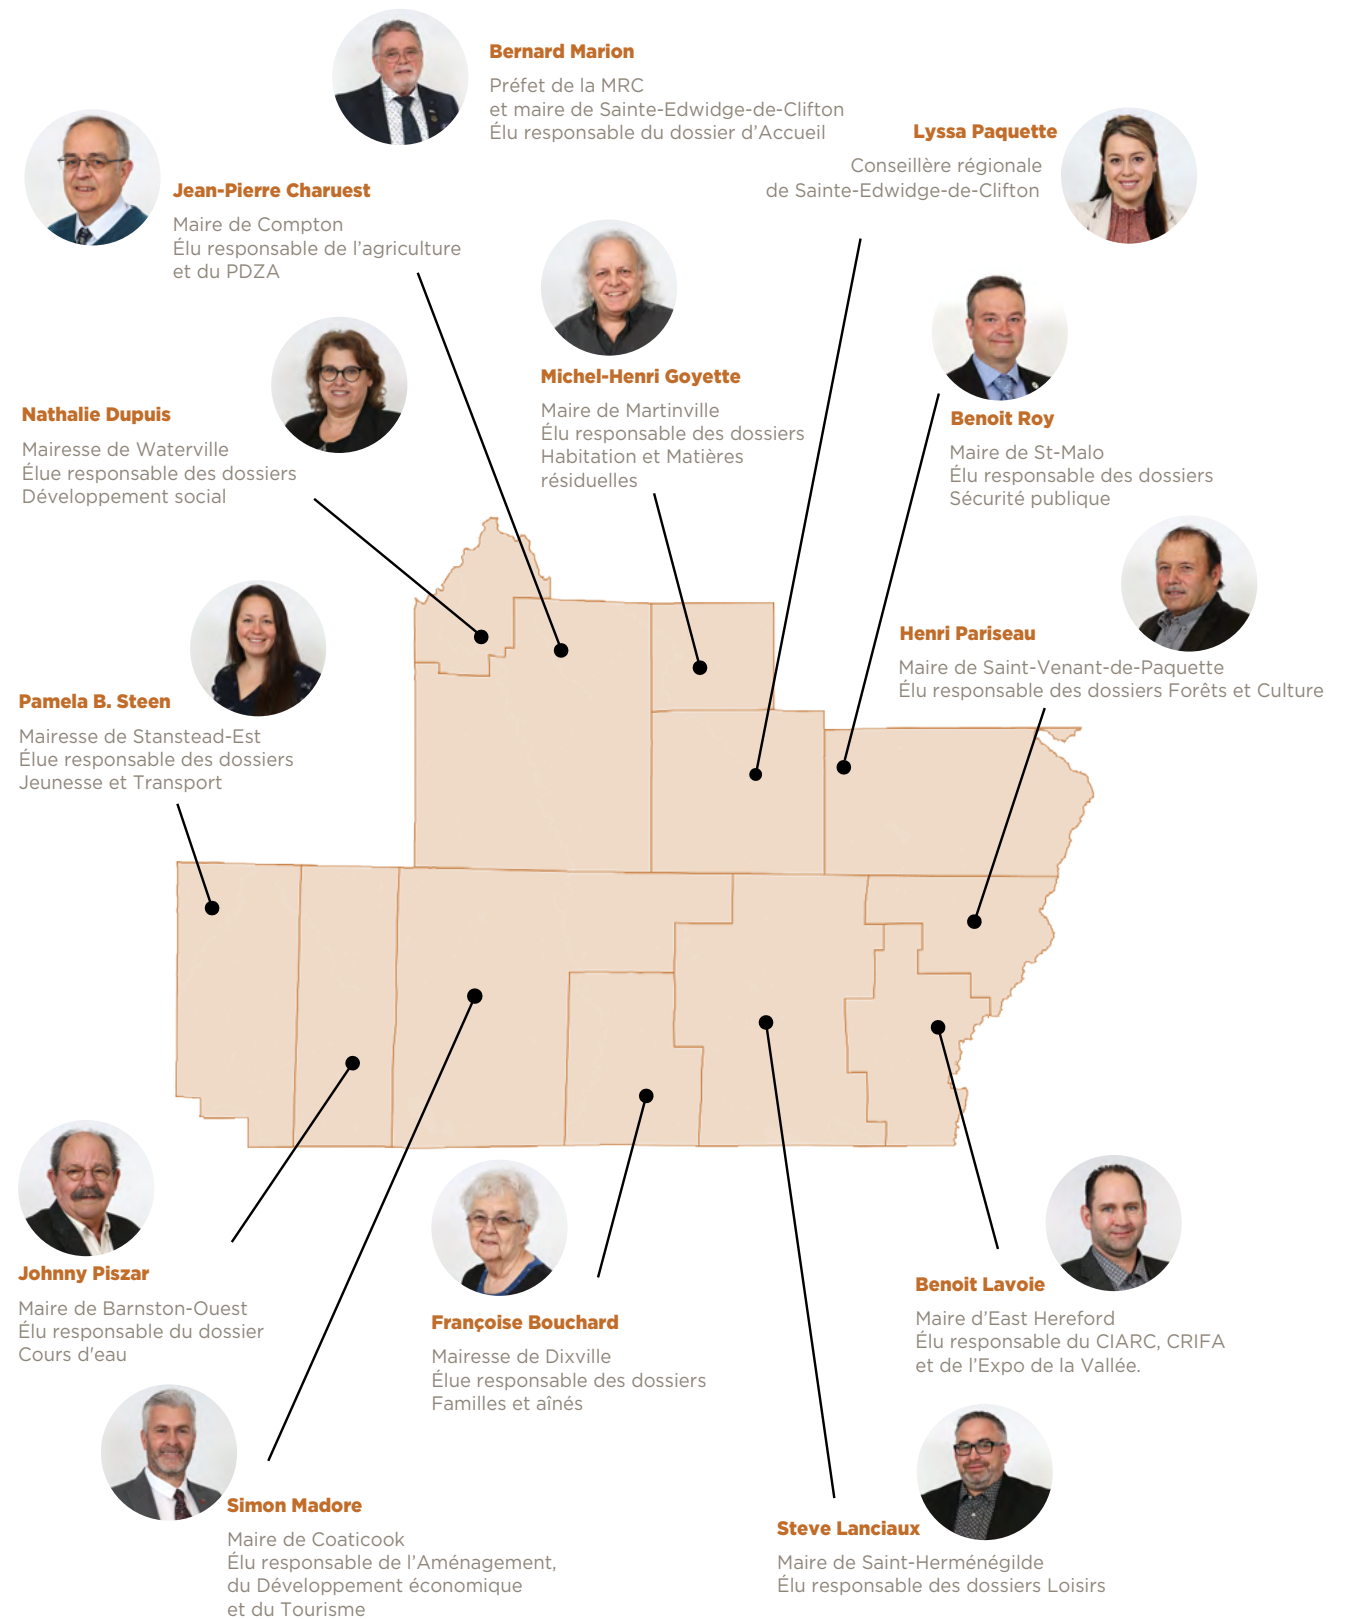 Bernard Marion
Préfet de la MRC
et maire de Sainte-Edwidge-de-Clifton
Élu responsable du dossier d'Accueil
Lyssa Paquette
Conseillère régionale
de Sainte-Edwidge-de-Clifton
Jean-Pierre Charuest
Maire de Compton
Élu responsable de l'agriculture
et du PDZA
Michel-Henri Goyette
Maire de Martinville
Élu responsable des dossiers
Habitation et Matières
résiduelles
Benoit Roy
Maire de St-Malo
Élu responsable des dossiers
Sécurité publique
Nathalie Dupuis
Mairesse de Waterville
Élue responsable des dossiers
Développement social
Henri Pariseau
Maire de Saint-Venant-de-Paquette
Élu responsable des dossiers Forêts et Culture
Pamela B. Steen
Mairesse de Stanstead-Est
Élue responsable des dossiers
Jeunesse et Transport
Johnny Piszar
Maire de Barnston-Ouest
Élu responsable du dossier
Cours d'eau
Françoise Bouchard
Mairesse de Dixville
Élue responsable des dossiers
Familles et aînés
Benoit Lavoie
Maire d'East Hereford
Élu responsable du CIARC, CRIFA
et de l'Expo de la Vallée.
Simon Madore
Maire de Coaticook
Élu responsable de l'Aménagement,
du Développement économique
et du Tourisme
Steve Lanciaux
Maire de Saint-Herménégilde
Élu responsable des dossiers Loisirs